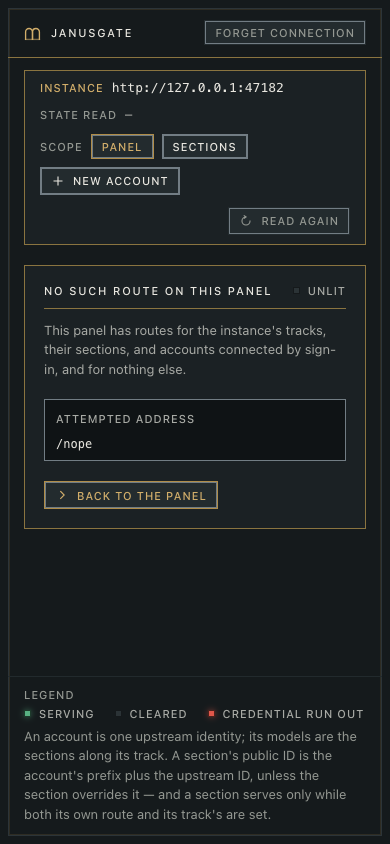 JANUSGATE
FORGET CONNECTION
INSTANCE http://127.0.0.1:47182
STATE READ —
SCOPE PANEL SECTIONS
NEW ACCOUNT
READ AGAIN
NO SUCH ROUTE ON THIS PANEL UNLIT
This panel has routes for the instance's tracks,
their sections, and accounts connected by sign-
in, and for nothing else.
ATTEMPTED ADDRESS
/nope
BACK TO THE PANEL
LEGEND
SERVING CLEARED CREDENTIAL RUN OUT
An account is one upstream identity; its models are the
sections along its track. A section's public ID is the
account's prefix plus the upstream ID, unless the
section overrides it — and a section serves only while
both its own route and its track's are set.